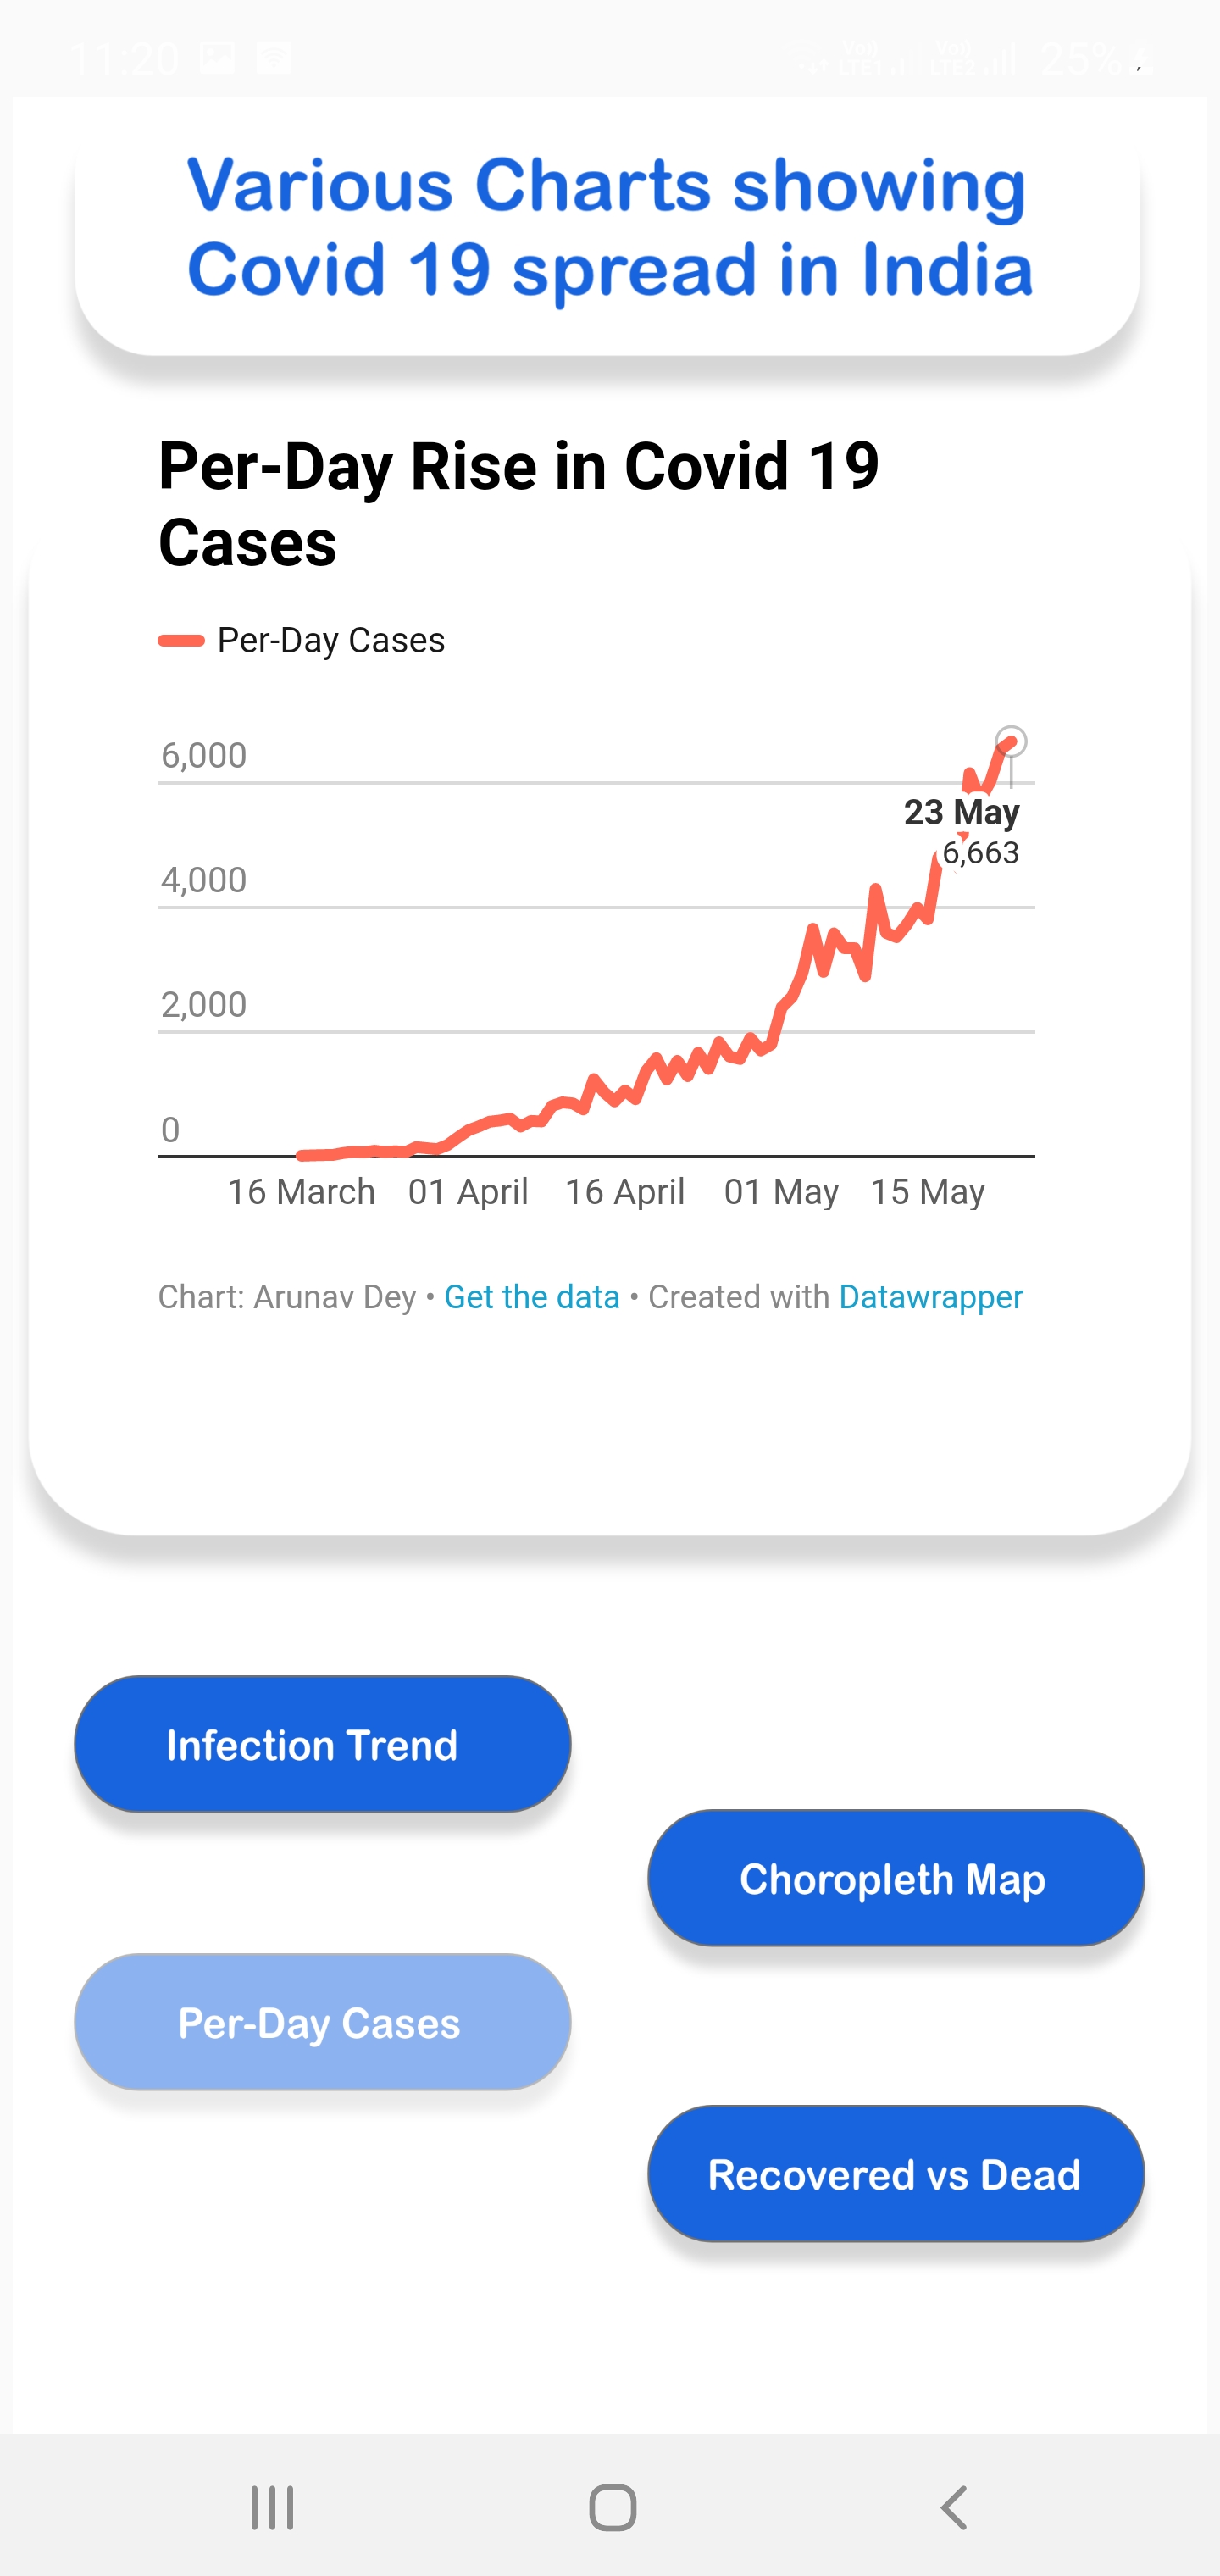 11:20
Vo)) LTE1 Vo)) LTE2 25%
Various Charts showing
Covid 19 spread in India
Per-Day Rise in Covid 19
Cases
Per-Day Cases
6,000
23 May
6,663
4,000
2,000
0
16 March 01 April 16 April 01 May 15 May
Chart: Arunav Dey • Get the data • Created with Datawrapper
Infection Trend
Choropleth Map
Per-Day Cases
Recovered vs Dead